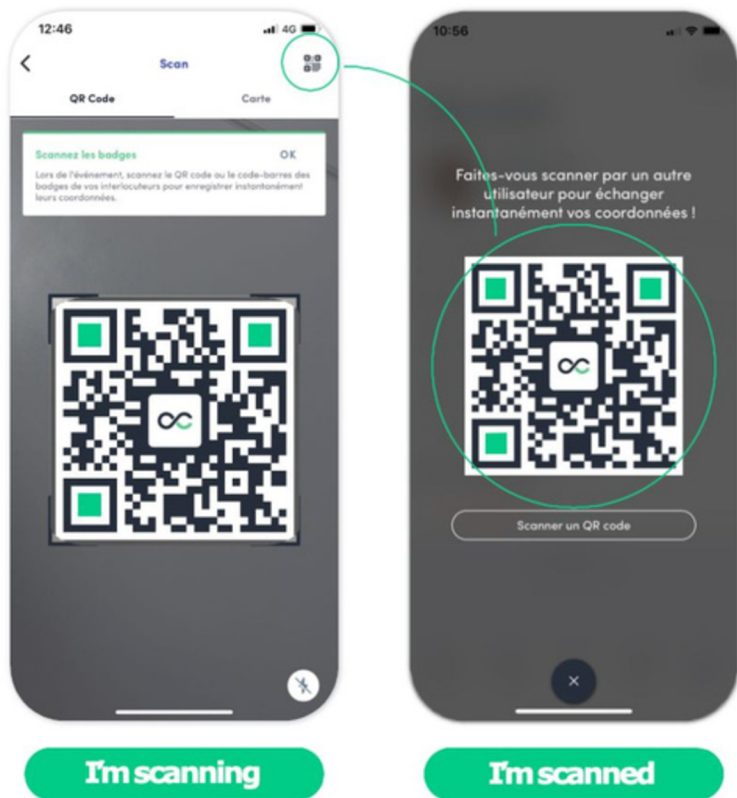 12:46
4G
Scan
QR Code
Carte
Scannez les badges
OK
Lors de l'événement, scannez le QR code ou le code-barres des
badges de vos interlocuteurs pour enregistrer instantanément
leurs coordonnées.
I'm scanning
10:56
Faites-vous scanner par un autre
utilisateur pour échanger
instantanément vos coordonnées !
Scanner un QR code
I'm scanned